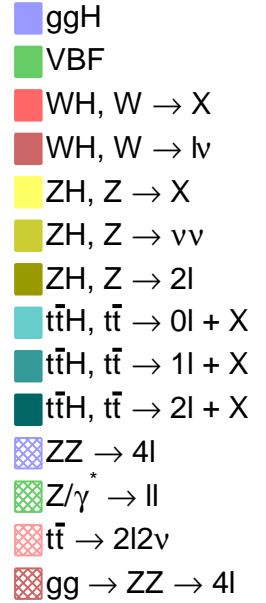 ggH
VBF
WH, W → X
WH, W → lν
ZH, Z → X
ZH, Z → νν
ZH, Z → 2l
tt̄H, tt̄ → 0l + X
tt̄H, tt̄ → 1l + X
tt̄H, tt̄ → 2l + X
ZZ → 4l
Z/γ* → ll
tt̄ → 2l2ν
gg → ZZ → 4l